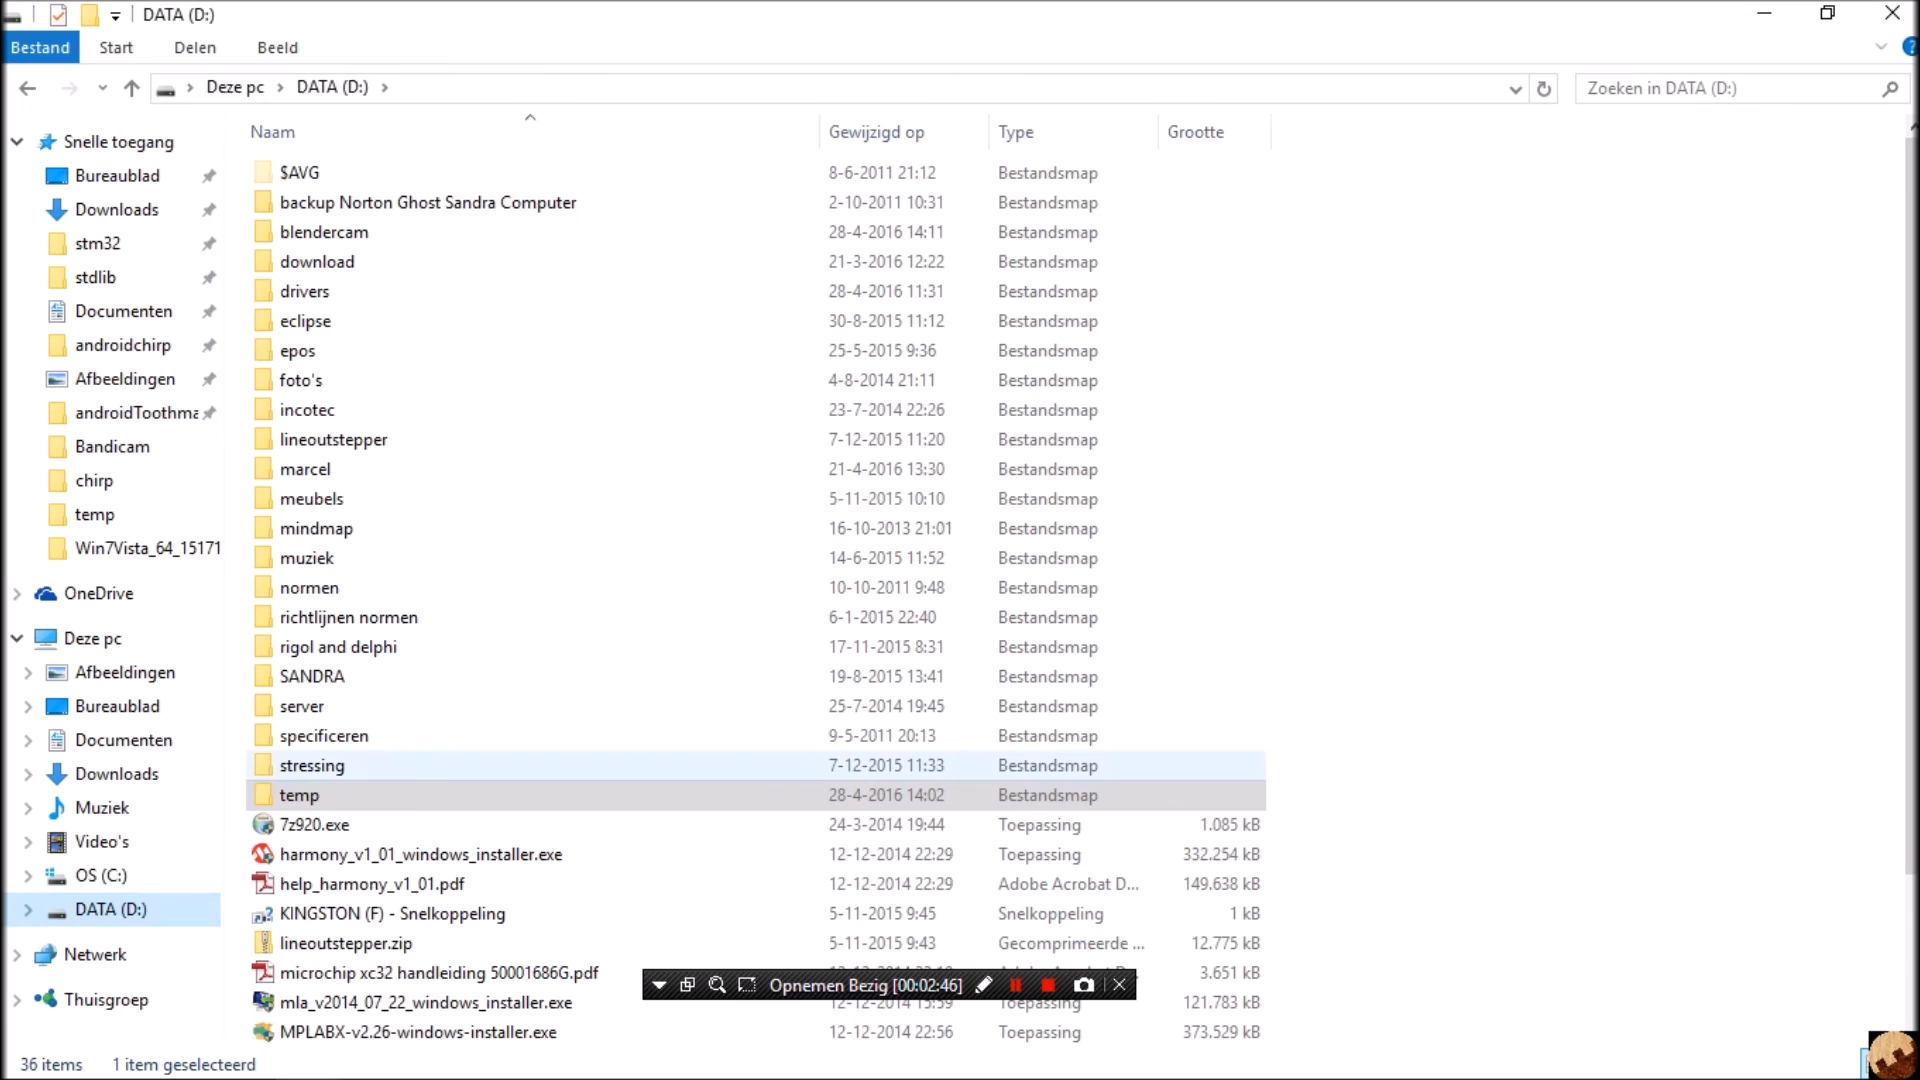 DATA (D:)
Bestand Start Delen Beeld
Deze pc DATA (D:) Zoeken in DATA (D:)
Naam Gewijzigd op Type Grootte
Snelle toegang
Bureaublad
Downloads
stm32
stdlib
Documenten
androidchirp
Afbeeldingen
androidToothma
Bandicam
chirp
temp
Win7Vista_64_15171
OneDrive
Deze pc
Afbeeldingen
Bureaublad
Documenten
Downloads
Muziek
Video's
OS (C:)
DATA (D:)
Netwerk
Thuisgroep
$AVG 8-6-2011 21:12 Bestandsmap
backup Norton Ghost Sandra Computer 2-10-2011 10:31 Bestandsmap
blendercam 28-4-2016 14:11 Bestandsmap
download 21-3-2016 12:22 Bestandsmap
drivers 28-4-2016 11:31 Bestandsmap
eclipse 30-8-2015 11:12 Bestandsmap
epos 25-5-2015 9:36 Bestandsmap
foto's 4-8-2014 21:11 Bestandsmap
incotec 23-7-2014 22:26 Bestandsmap
lineoutstepper 7-12-2015 11:20 Bestandsmap
marcel 21-4-2016 13:30 Bestandsmap
meubels 5-11-2015 10:10 Bestandsmap
mindmap 16-10-2013 21:01 Bestandsmap
muziek 14-6-2015 11:52 Bestandsmap
normen 10-10-2011 9:48 Bestandsmap
richtlijnen normen 6-1-2015 22:40 Bestandsmap
rigol and delphi 17-11-2015 8:31 Bestandsmap
SANDRA 19-8-2015 13:41 Bestandsmap
server 25-7-2014 19:45 Bestandsmap
specificeren 9-5-2011 20:13 Bestandsmap
stressing 7-12-2015 11:33 Bestandsmap
temp 28-4-2016 14:02 Bestandsmap
7z920.exe 24-3-2014 19:44 Toepassing 1.085 kB
harmony_v1_01_windows_installer.exe 12-12-2014 22:29 Toepassing 332.254 kB
help_harmony_v1_01.pdf 12-12-2014 22:29 Adobe Acrobat D... 149.638 kB
KINGSTON (F) - Snelkoppeling 5-11-2015 9:45 Snelkoppeling 1 kB
lineoutstepper.zip 5-11-2015 9:43 Gecomprimeerde ... 12.775 kB
microchip xc32 handleiding 50001686G.pdf 3.651 kB
Opnemen Bezig [00:02:46]
mla_v2014_07_22_windows_installer.exe 12-12-2014 15:59 Toepassing 121.783 kB
MPLABX-v2.26-windows-installer.exe 12-12-2014 22:56 Toepassing 373.529 kB
36 items 1 item geselecteerd